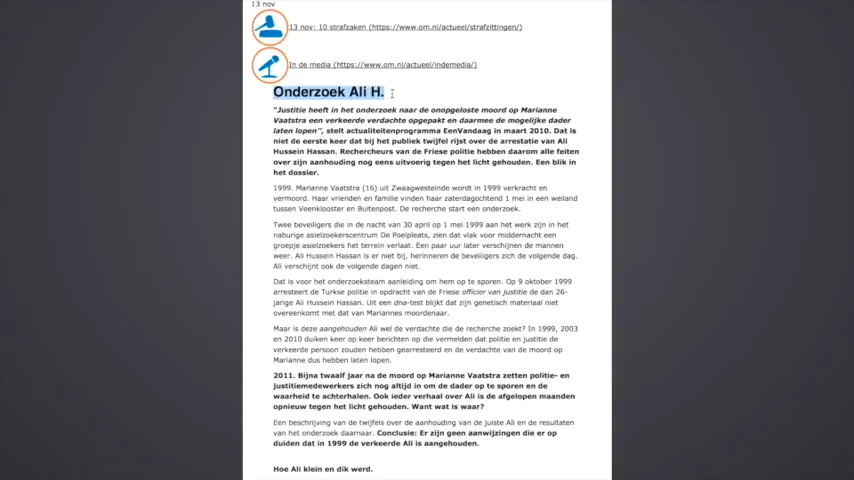 13 nov
13 nov: 10 strafzaken (https://www.om.nl/actueel/strafzittingen/)
In de media (https://www.om.nl/actueel/indemedia/)
Onderzoek Ali H.
"Justitie heeft in het onderzoek naar de onopgeloste moord op Marianne
Vaatstra een verkeerde verdachte opgepakt en daarmee de mogelijke dader
laten lopen", stelt actualiteitenprogramma EenVandaag in maart 2010. Dat is
niet de eerste keer dat bij het publiek twijfel rijst over de arrestatie van Ali
Hussein Hassan. Rechercheurs van de Friese politie hebben daarom alle feiten
over zijn aanhouding nog eens uitvoerig tegen het licht gehouden. Een blik in
het dossier.
1999. Marianne Vaatstra (16) uit Zwaagwesteinde wordt in 1999 verkracht en
vermoord. Haar vrienden en familie vinden haar zaterdagochtend 1 mei in een weiland
tussen Veenklooster en Buitenpost. De recherche start een onderzoek.
Twee beveiligers die in de nacht van 30 april op 1 mei 1999 aan het werk zijn in het
naburige asielzoekerscentrum De Poelpleats, zien dat vlak voor middernacht een
groepje asielzoekers het terrein verlaat. Een paar uur later verschijnen de mannen
weer. Ali Hussein Hassan is er niet bij, herinneren de beveiligers zich de volgende dag.
Ali verschijnt ook de volgende dagen niet.
Dat is voor het onderzoeksteam aanleiding om hem op te sporen. Op 9 oktober 1999
arresteert de Turkse politie in opdracht van de Friese officier van justitie de dan 26-
jarige Ali Hussein Hassan. Uit een dna-test blijkt dat zijn genetisch materiaal niet
overeenkomt met dat van Mariannes moordenaar.
Maar is deze aangehouden Ali wel de verdachte die de recherche zoekt? In 1999, 2003
en 2010 duiken keer op keer berichten op die vermelden dat politie en justitie de
verkeerde persoon zouden hebben gearresteerd en de verdachte van de moord op
Marianne dus hebben laten lopen.
2011. Bijna twaalf jaar na de moord op Marianne Vaatstra zetten politie- en
justitiemedewerkers zich nog altijd in om de dader op te sporen en de
waarheid te achterhalen. Ook ieder verhaal over Ali is de afgelopen maanden
opnieuw tegen het licht gehouden. Want wat is waar?
Een beschrijving van de twijfels over de aanhouding van de juiste Ali en de resultaten
van het onderzoek daarnaar. Conclusie: Er zijn geen aanwijzingen die er op
duiden dat in 1999 de verkeerde Ali is aangehouden.
Hoe Ali klein en dik werd.